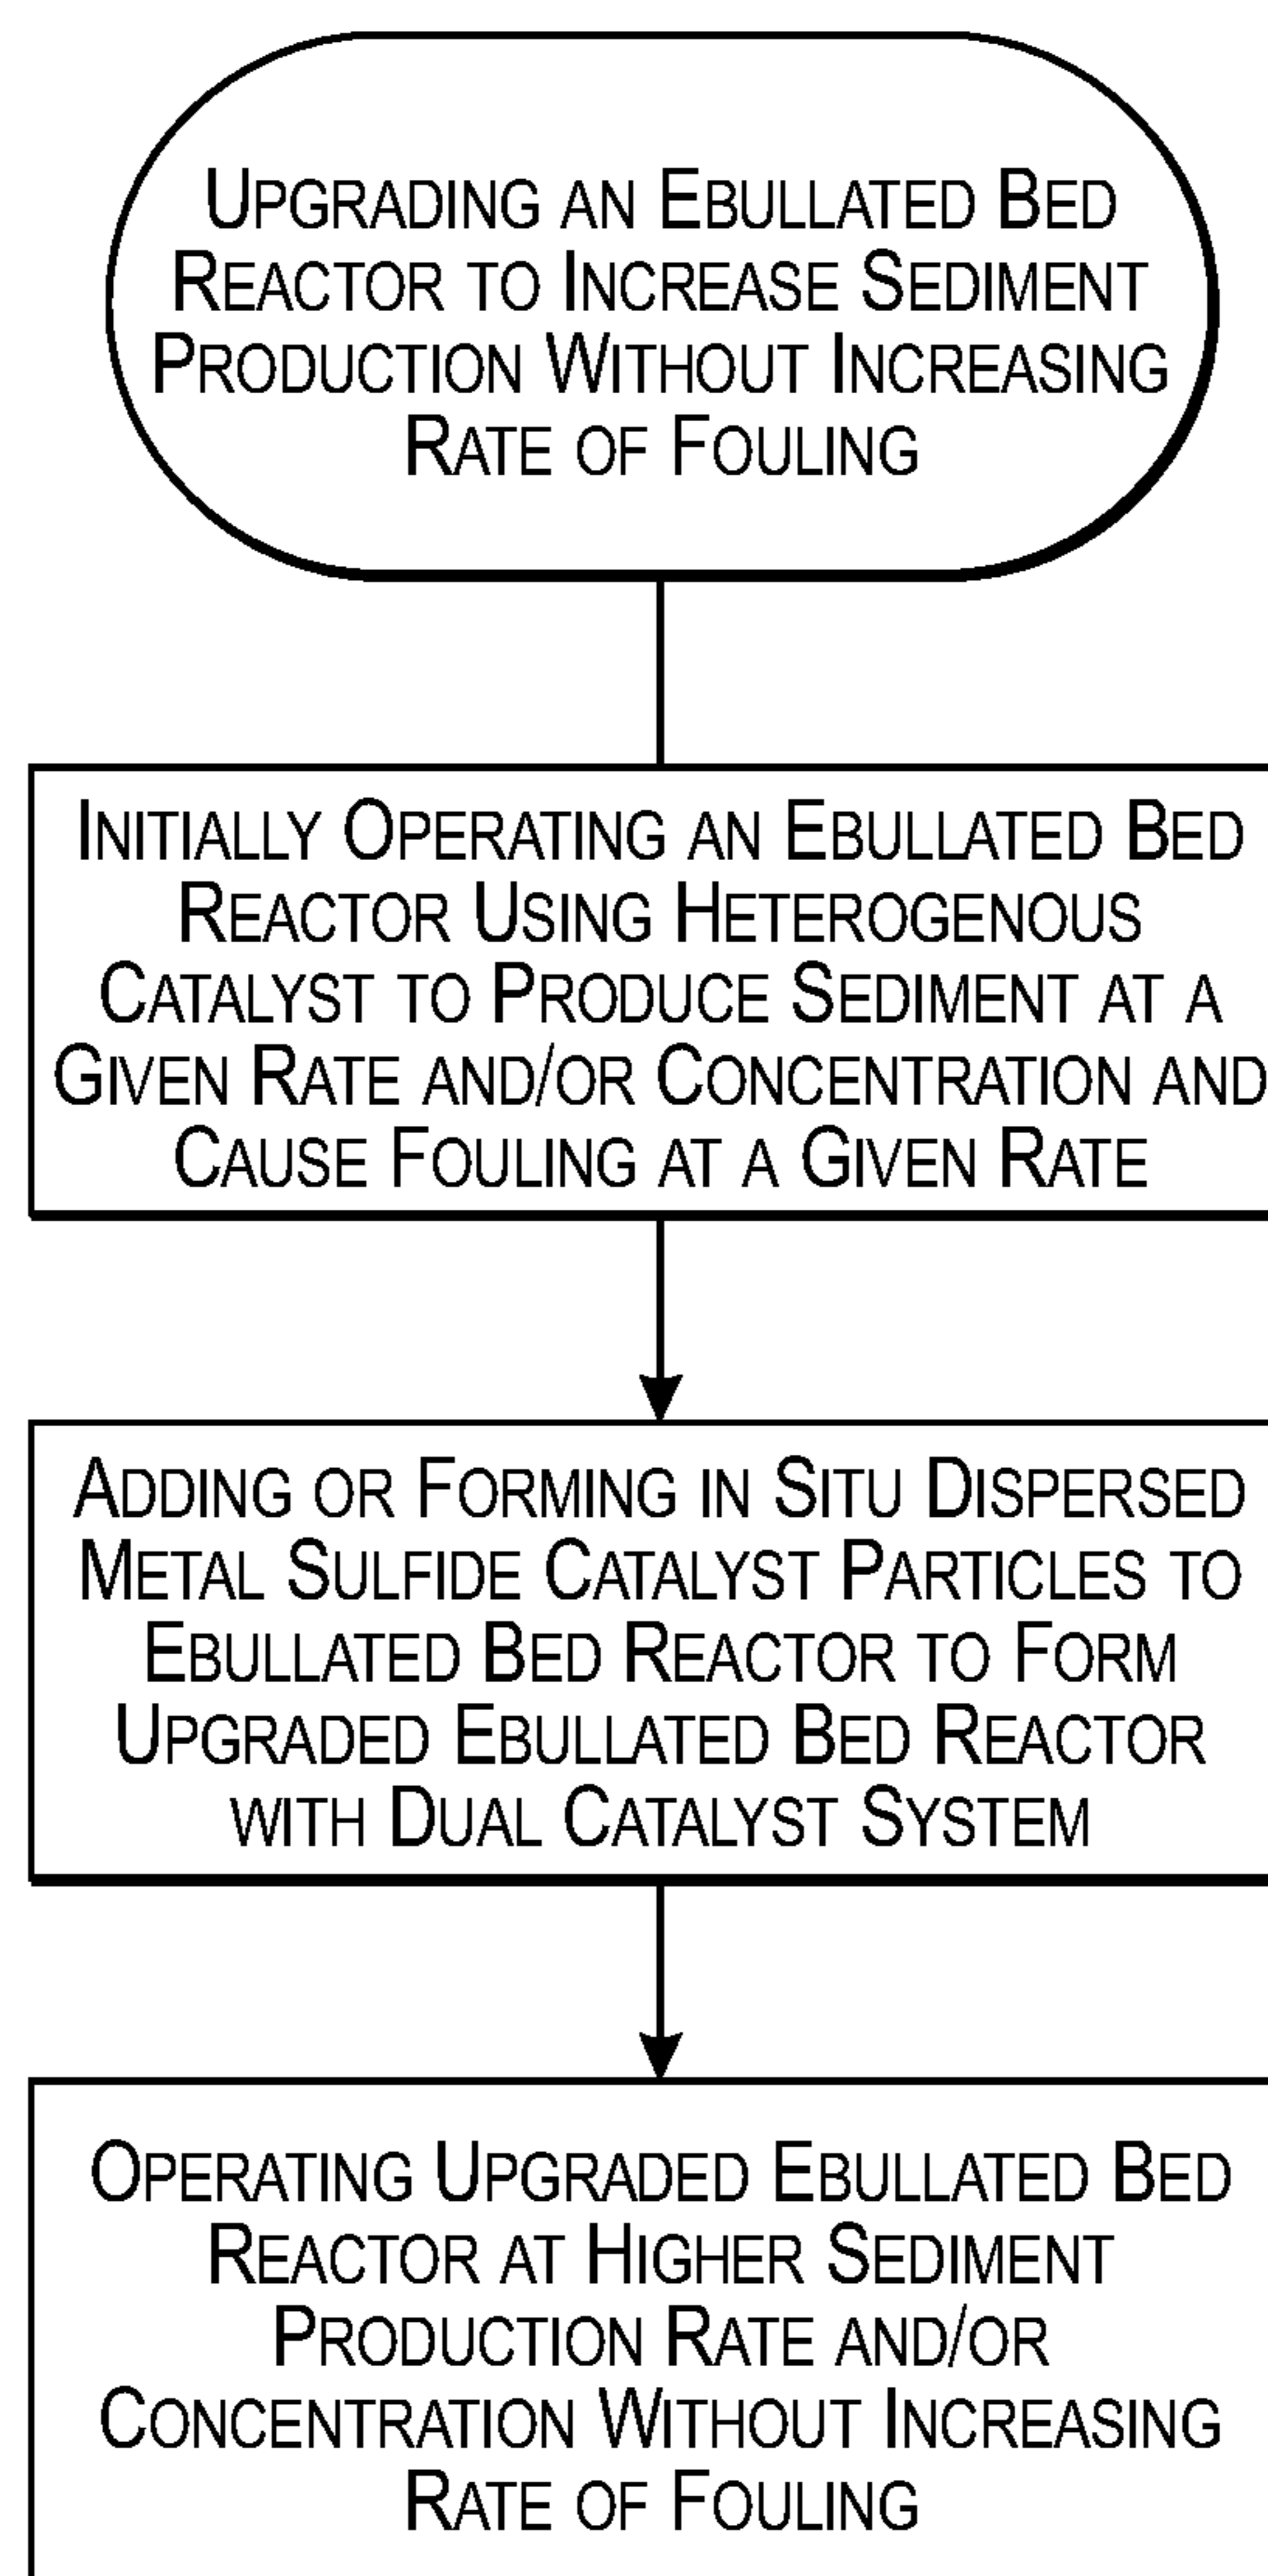 Upgrading an Ebullated Bed
Reactor to Increase Sediment
Production Without Increasing
Rate of Fouling
Initially Operating an Ebullated Bed
Reactor Using Heterogenous
Catalyst to Produce Sediment at a
Given Rate and/or Concentration and
Cause Fouling at a Given Rate
Adding or Forming in Situ Dispersed
Metal Sulfide Catalyst Particles to
Ebullated Bed Reactor to Form
Upgraded Ebullated Bed Reactor
with Dual Catalyst System
Operating Upgraded Ebullated Bed
Reactor at Higher Sediment
Production Rate and/or
Concentration Without Increasing
Rate of Fouling